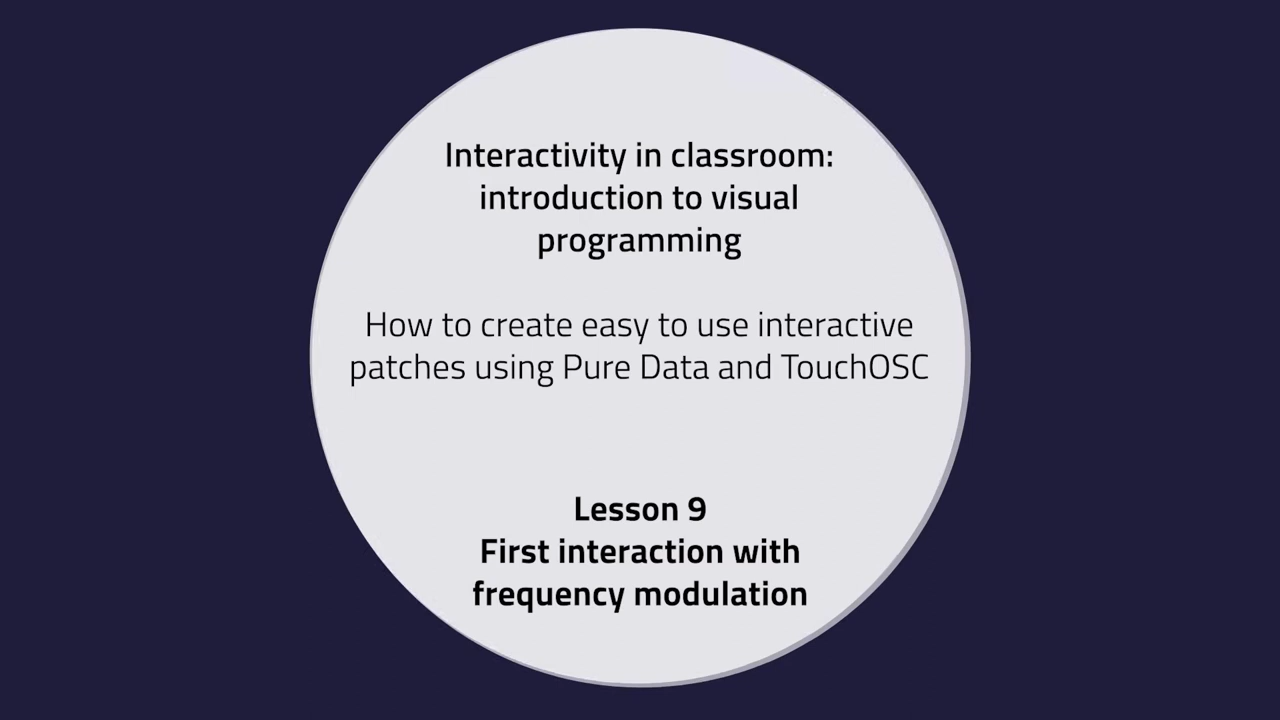 Interactivity in classroom:
introduction to visual
programming
How to create easy to use interactive
patches using Pure Data and TouchOSC
Lesson 9
First interaction with
frequency modulation